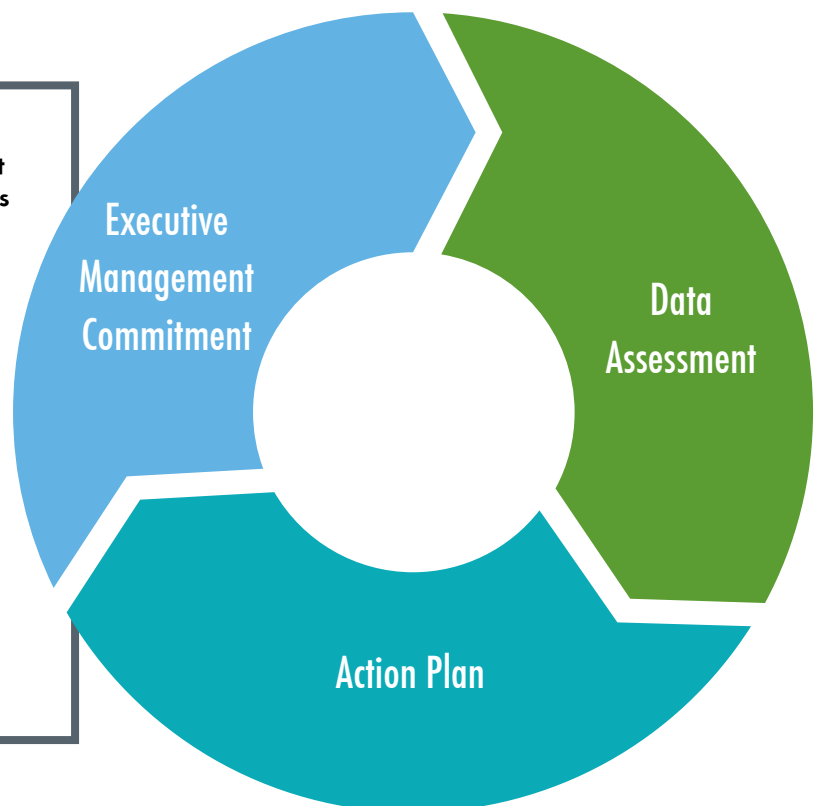 Executive
Management
Commitment
Data
Assessment
Action Plan